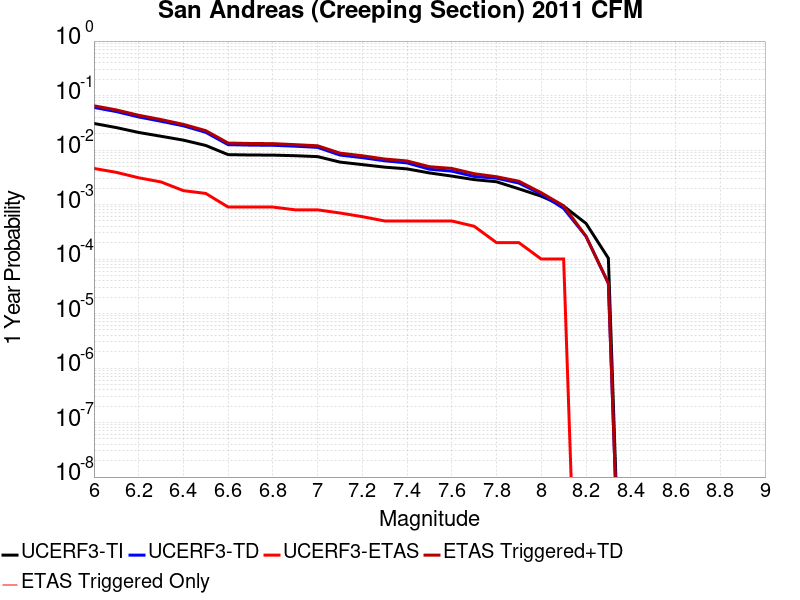 San Andreas (Creeping Section) 2011 CFM
1 Year Probability
10^0
10^-1
10^-2
10^-3
10^-4
10^-5
10^-6
10^-7
10^-8
6 6.2 6.4 6.6 6.8 7 7.2 7.4 7.6 7.8 8 8.2 8.4 8.6 8.8 9
Magnitude
UCERF3-TI UCERF3-TD UCERF3-ETAS ETAS Triggered+TD
ETAS Triggered Only